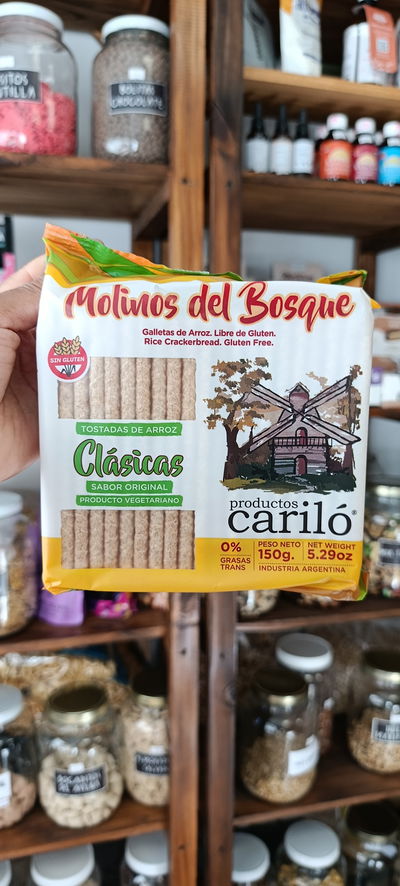 Molinos del Bosque
Galletas de Arroz. Libre de Gluten.
Rice Crackerbread. Gluten Free.
SIN GLUTEN
TOSTADAS DE ARROZ
Clásicas
SABOR ORIGINAL
PRODUCTO VEGETARIANO
productos
cariló®
0%
GRASAS
TRANS
PESO NETO
150g.
NET WEIGHT
5.29oz
INDUSTRIA ARGENTINA
CHOCOLATE